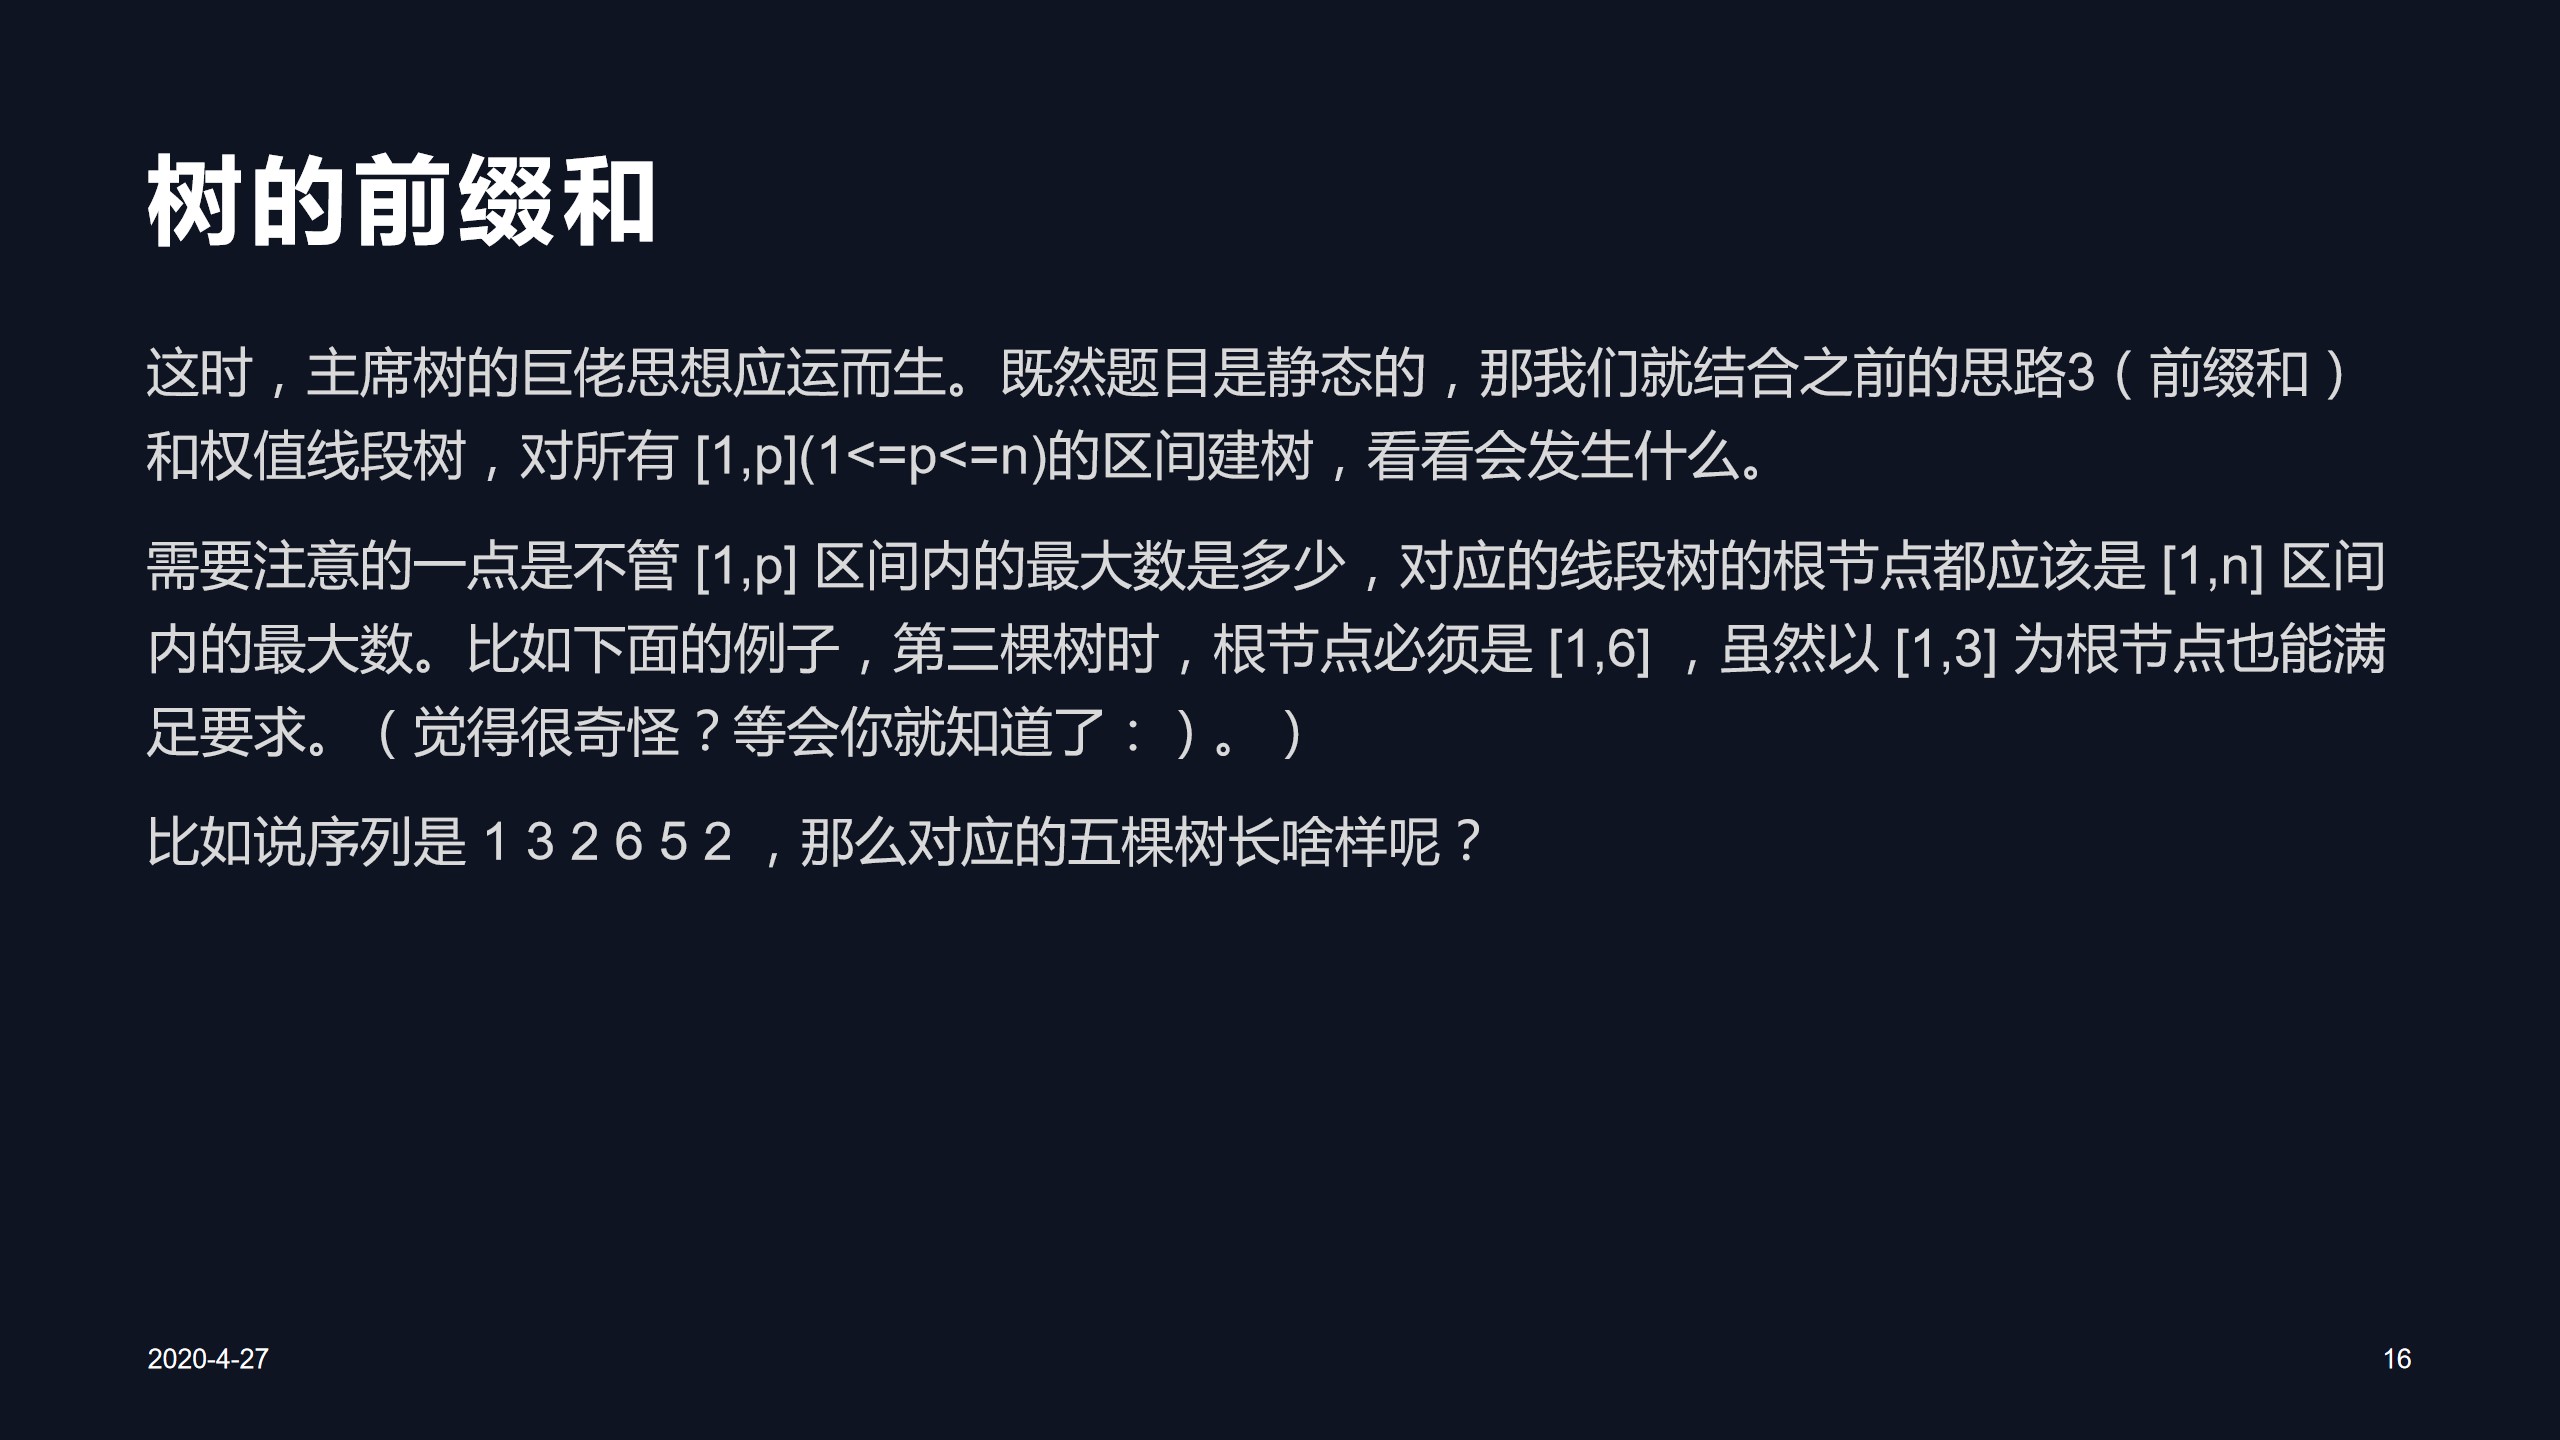 树的前缀和
这时，主席树的巨佬思想应运而生。既然题目是静态的，那我们就结合之前的思路3（前缀和）
和权值线段树，对所有 [1,p](1<=p<=n)的区间建树，看看会发生什么。
需要注意的一点是不管 [1,p] 区间内的最大数是多少，对应的线段树的根节点都应该是 [1,n] 区间
内的最大数。比如下面的例子，第三棵树时，根节点必须是 [1,6] ，虽然以 [1,3] 为根节点也能满
足要求。（觉得很奇怪？等会你就知道了：）。）
比如说序列是 1 3 2 6 5 2 ，那么对应的五棵树长啥样呢？
2020-4-27
16